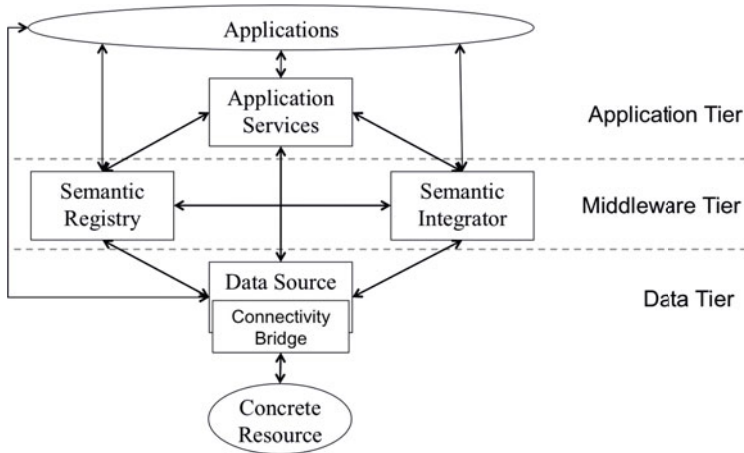 Applications
Application
Services
Application Tier
Semantic
Registry
Semantic
Integrator
Middleware Tier
Data Source
Data Tier
Connectivity
Bridge
Concrete
Resource